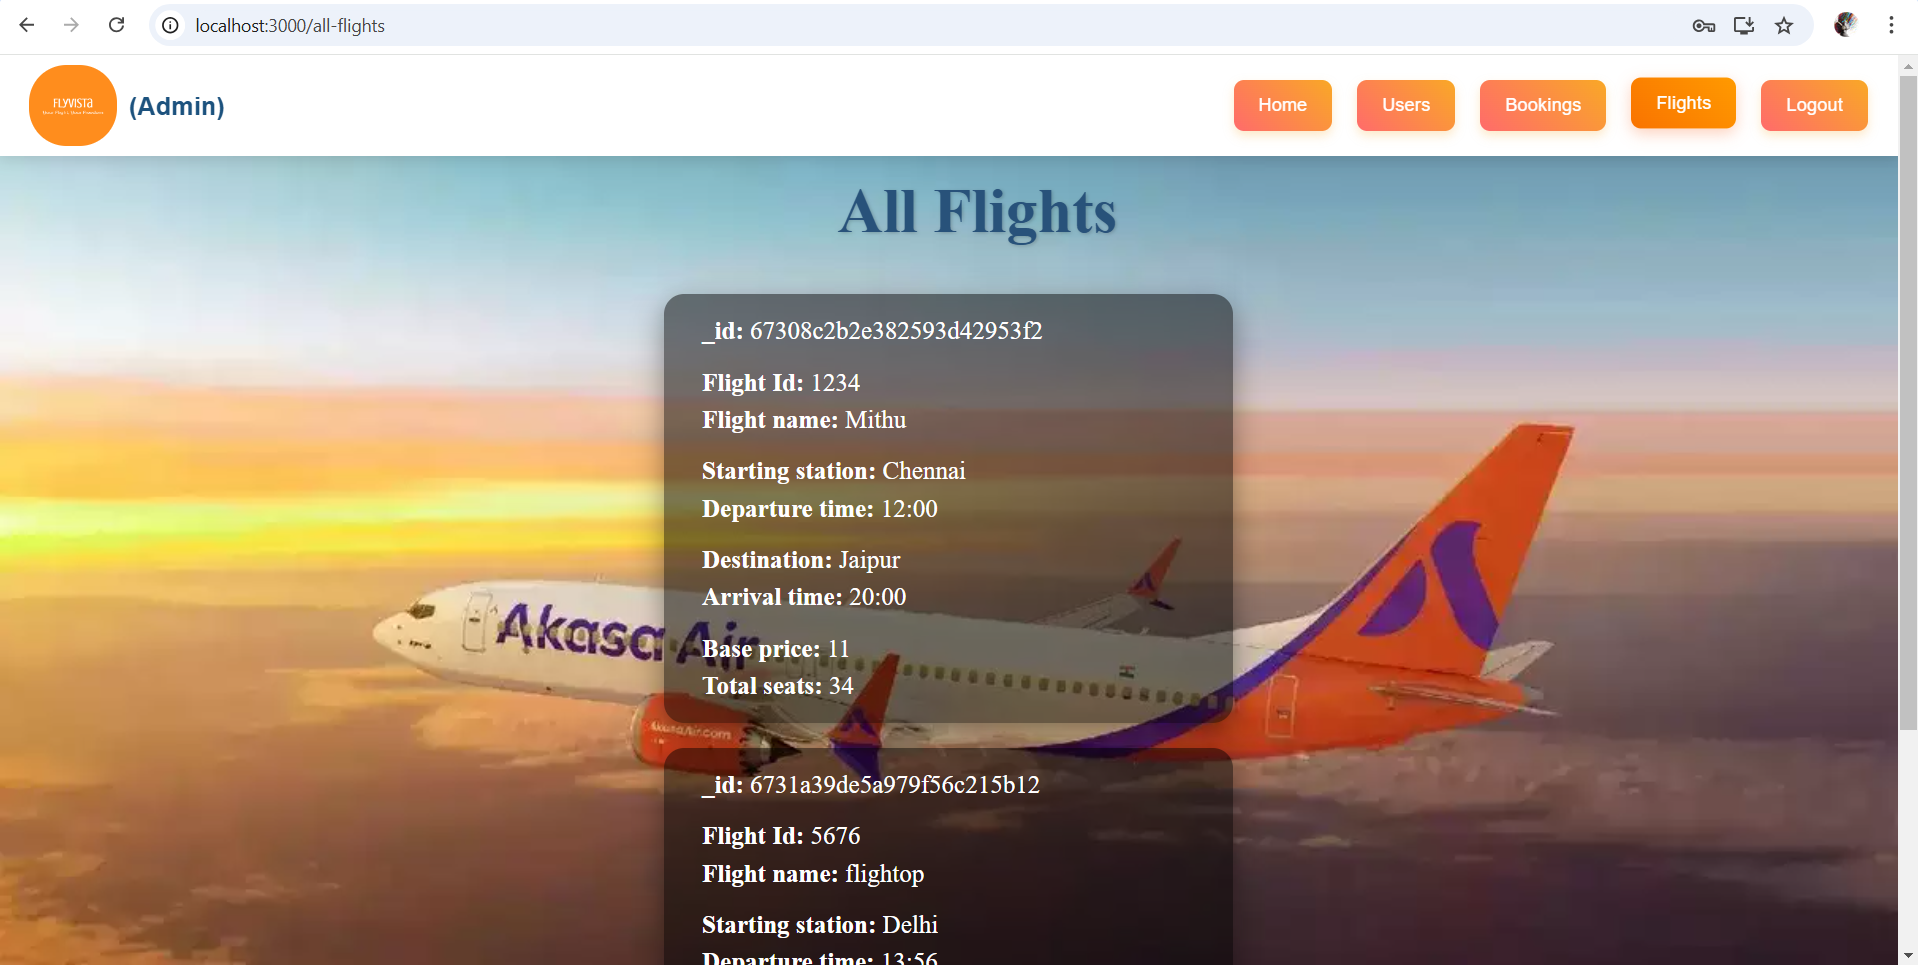 localhost:3000/all-flights
FLYVISTA
(Admin)
Home
Users
Bookings
Flights
Logout
All Flights
_id: 67308c2b2e382593d42953f2
Flight Id: 1234
Flight name: Mithu
Starting station: Chennai
Departure time: 12:00
Destination: Jaipur
Arrival time: 20:00
Akasa Air
Base price: 11
Total seats: 34
AkasaAir.com
_id: 6731a39de5a979f56c215b12
Flight Id: 5676
Flight name: flightop
Starting station: Delhi
Departure time: 13:56